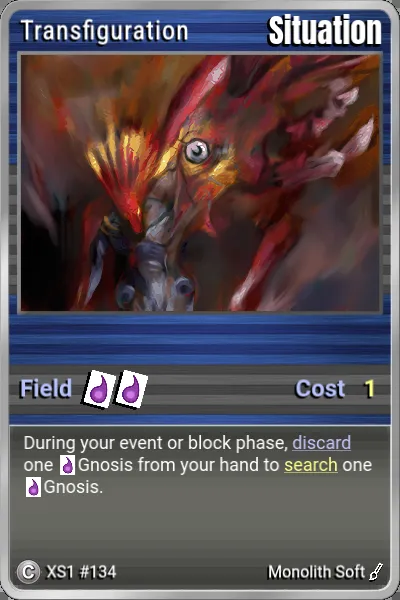 Transfiguration
Situation
Field
Cost 1
During your event or block phase, discard
one Gnosis from your hand to search one
Gnosis.
C XS1 #134
Monolith Soft